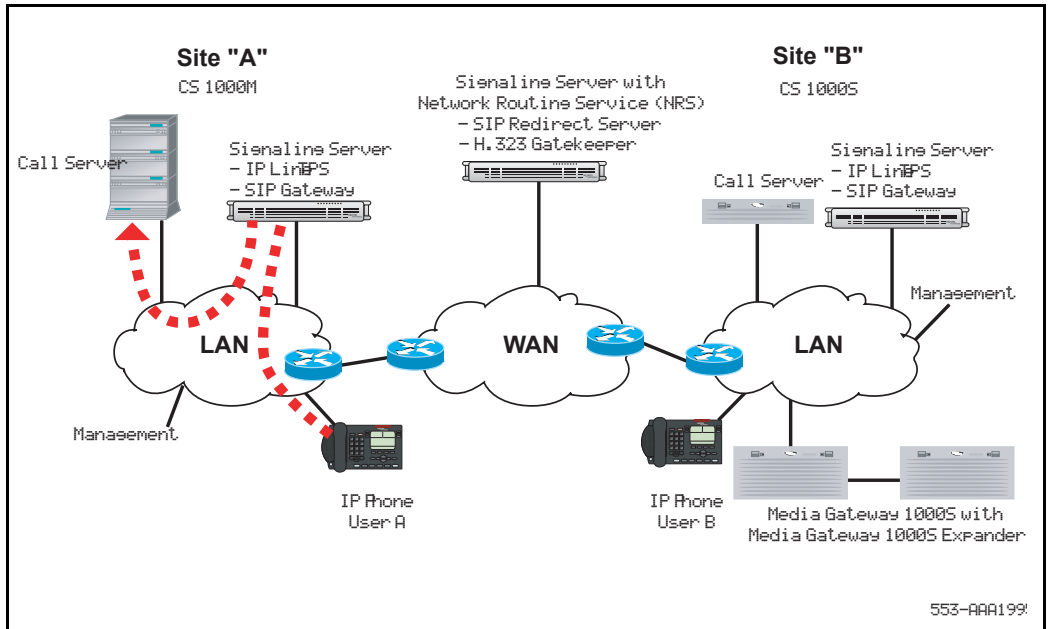 Site "A"
CS 1000M
Call Server
Signaling Server
- IP Line TPS
- SIP Gateway
Signaling Server with
Network Routing Service (NRS)
- SIP Redirect Server
- H.323 Gatekeeper
Site "B"
CS 1000S
Call Server
Signaling Server
- IP Line TPS
- SIP Gateway
LAN
WAN
LAN
Management
Management
IP Phone
User A
IP Phone
User B
Media Gateway 1000S with
Media Gateway 1000S Expander
553-AAA199